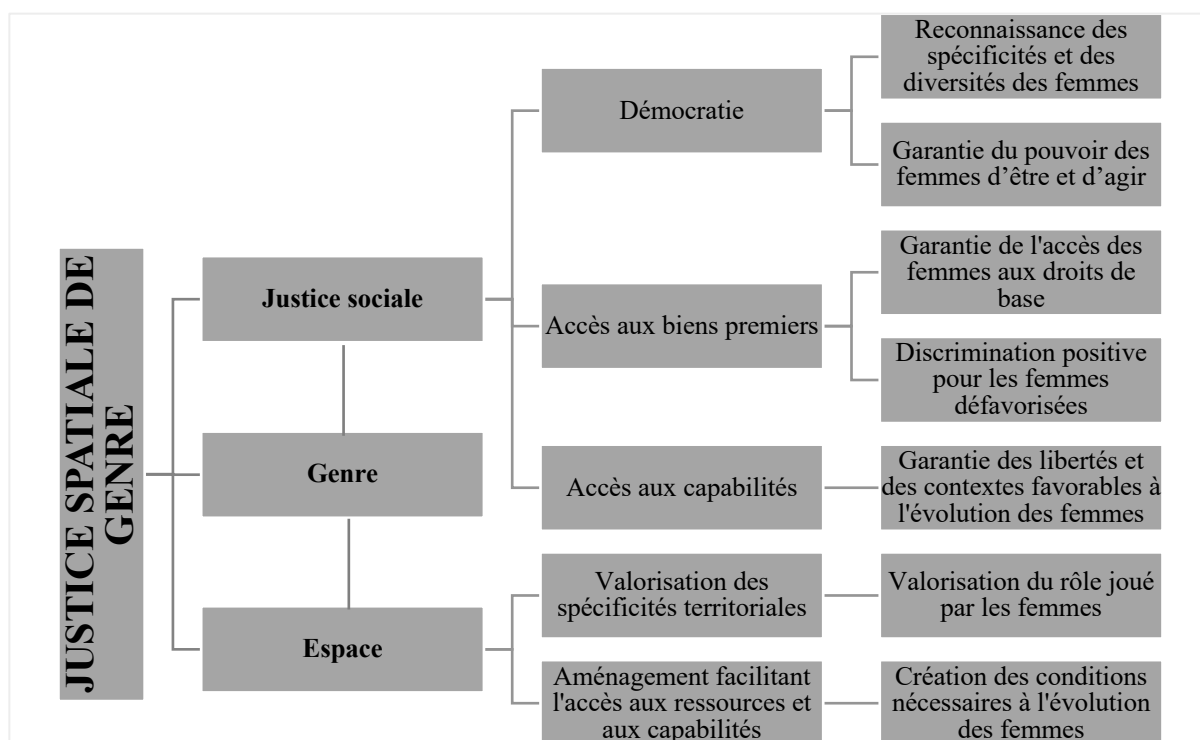 JUSTICE SPATIALE DE
GENRE
Justice sociale
Genre
Espace
Démocratie
Accès aux biens premiers
Accès aux capabilités
Valorisation des
spécificités territoriales
Aménagement facilitant
l'accès aux ressources et
aux capabilités
Reconnaissance des
spécificités et des
diversités des femmes
Garantie du pouvoir des
femmes d’être et d’agir
Garantie de l'accès des
femmes aux droits de
base
Discrimination positive
pour les femmes
défavorisées
Garantie des libertés et
des contextes favorables à
l'évolution des femmes
Valorisation du rôle joué
par les femmes
Création des conditions
nécessaires à l'évolution
des femmes